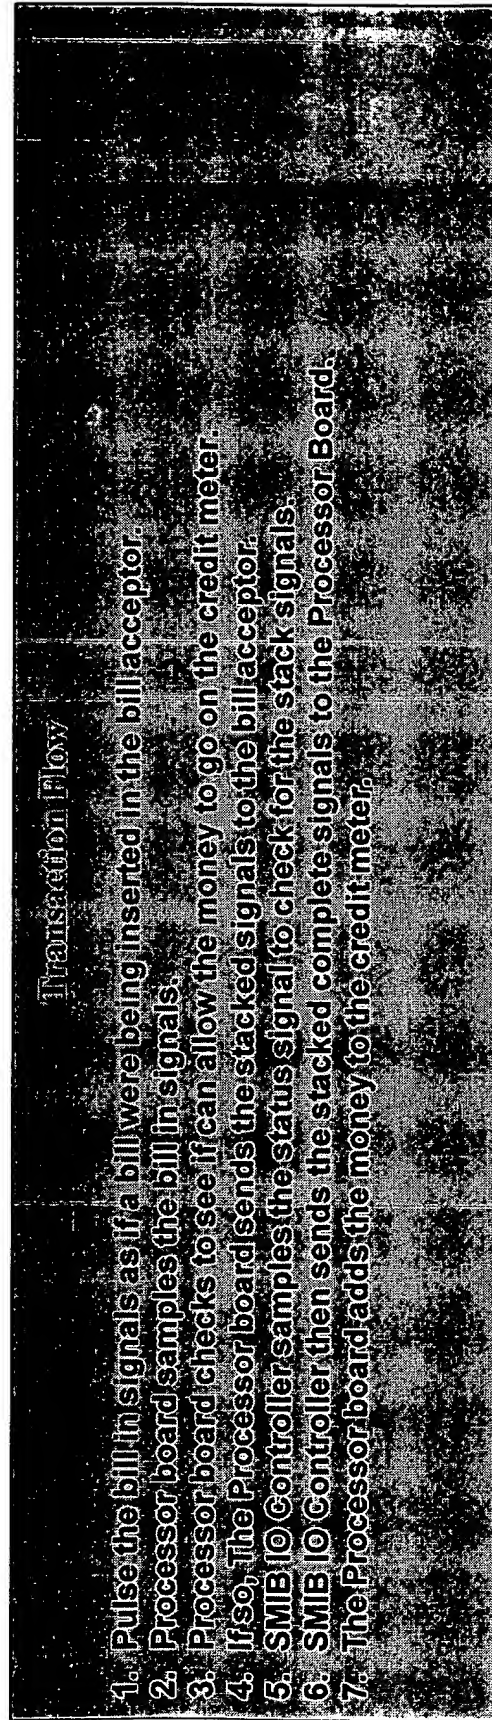 Transaction Flow
1. Pulse the bill in signals as if a bill were being inserted in the bill acceptor.
2. Processor board samples the bill in signals.
3. Processor board checks to see if can allow the money to go on the credit meter.
4. If so, The Processor board sends the stacked signals to the bill acceptor.
5. SMIB IO Controller samples the status signal to check for the stack signals.
6. SMIB IO Controller then sends the stacked complete signals to the Processor Board.
7. The Processor board adds the money to the credit meter.